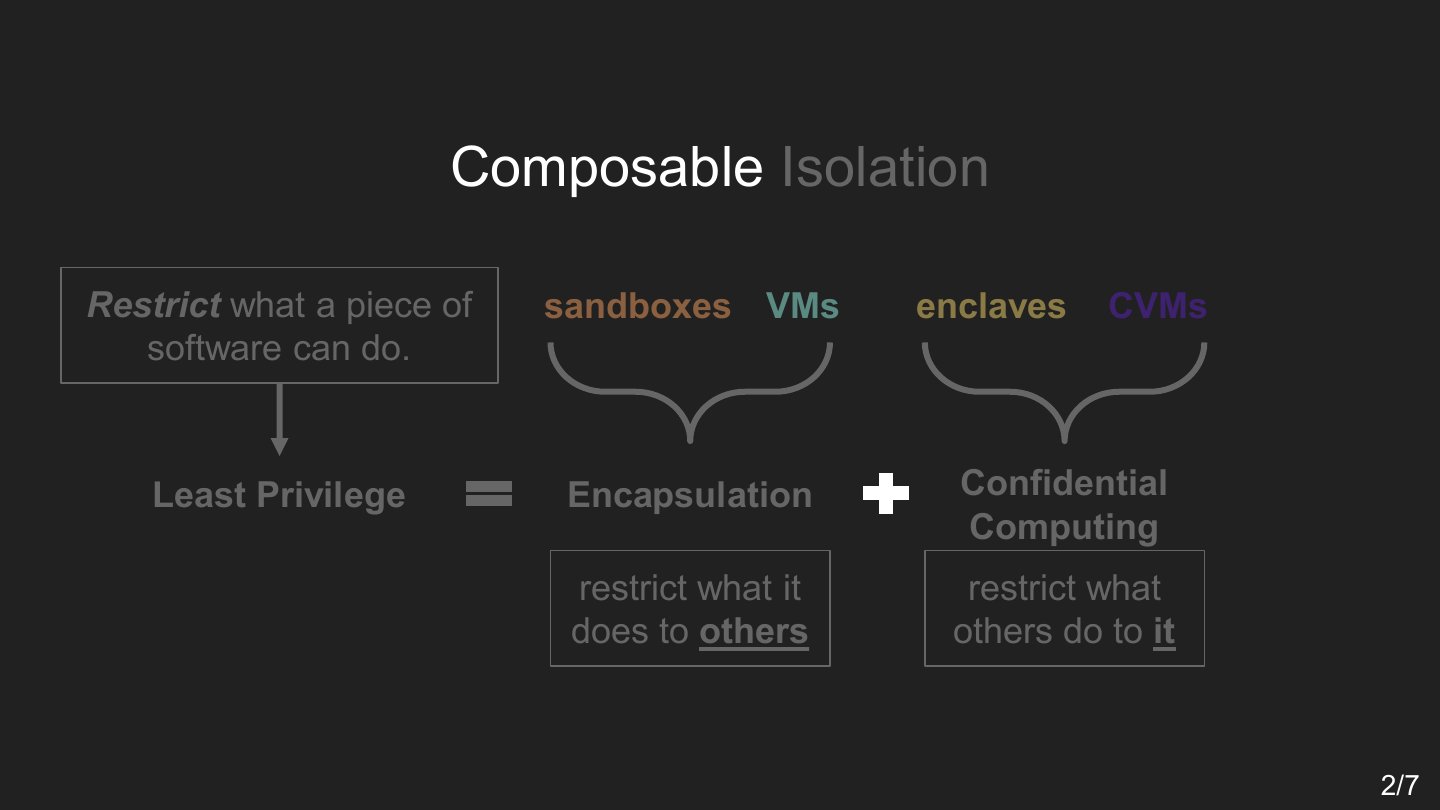 Composable Isolation
Restrict what a piece of
software can do.
sandboxes VMs
enclaves CVMs
Least Privilege
Encapsulation
Confidential
Computing
restrict what it
does to others
restrict what
others do to it
2/7